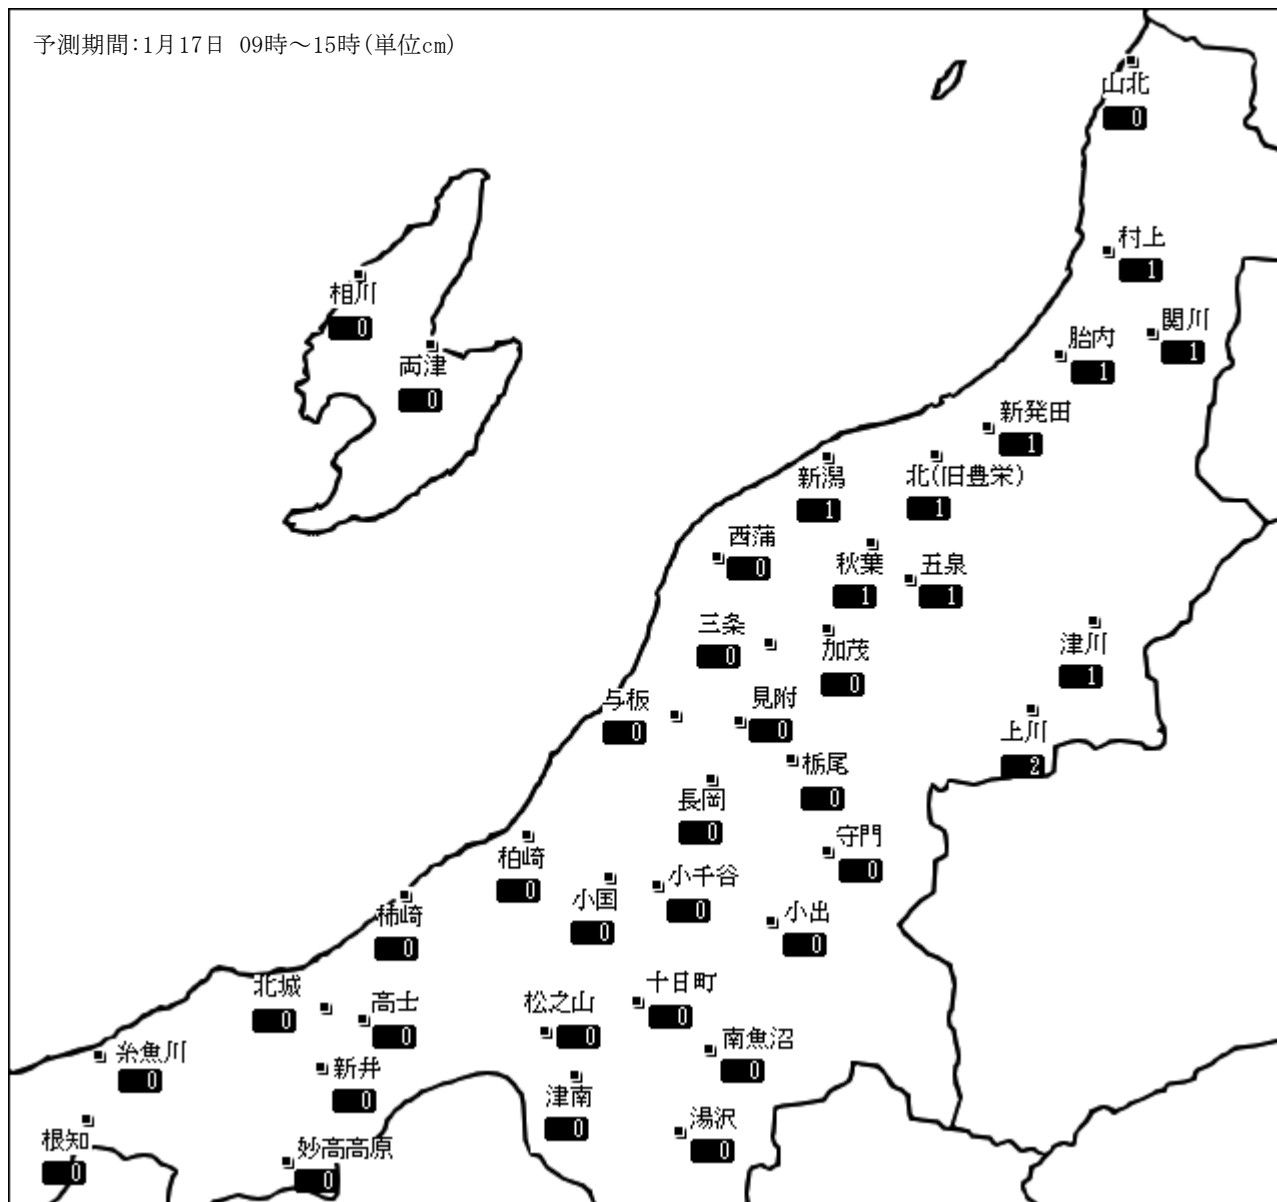 予測期間:1月17日 09時～15時(単位cm)
山北
0
村上
1
相川
0
関川
1
胎内
1
両津
0
新発田
1
新潟
1
北(旧豊栄)
1
西蒲
0
秋葉
1
五泉
1
三条
0
加茂
0
津川
1
与板
0
見附
0
上川
2
栃尾
0
長岡
0
守門
0
柏崎
0
小千谷
0
小国
0
小出
0
柿崎
0
北城
0
高士
0
松之山
0
十日町
0
南魚沼
0
糸魚川
0
新井
0
津南
0
湯沢
0
根知
0
妙高高原
0